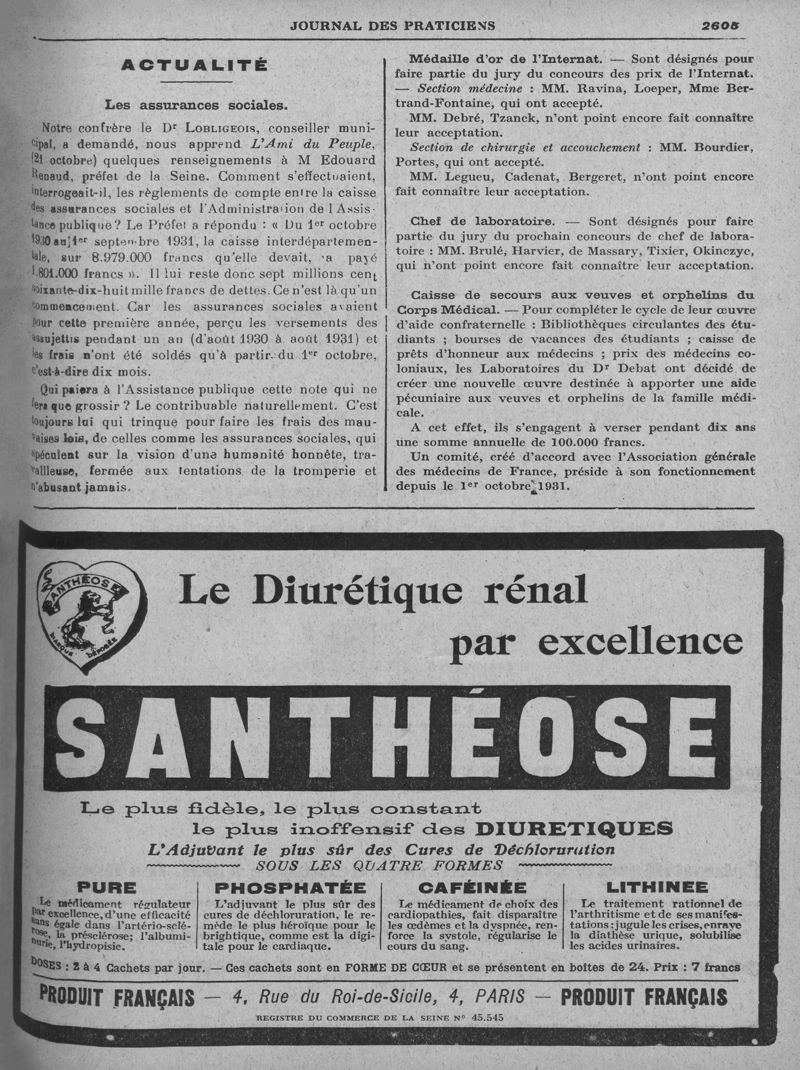 JOURNAL DES PRATICIENS 2605
ACTUALITÉ
Les assurances sociales.
Notre confrère le Dr LOBLIGEOIS, conseiller muni-
cipal, a demandé, nous apprend L'Ami du Peuple,
(21 octobre) quelques renseignements à M Edouard
Renaud, préfet de la Seine. Comment s'effectuaient,
interrogeait-il, les règlements de compte entre la caisse
des assurances sociales et l'Administration de l Assis-
tance publique? Le Préfet a répondu : « Du 1er octobre
1930 au 1er septembre 1931, la caisse interdépartemen-
tale, sur 8.979.000 francs qu'elle devait, a payé
1.801.000 francs ». Il lui reste donc sept millions cent
soixante-dix-huit mille francs de dettes. Ce n'est là qu'un
commencement. Car les assurances sociales avaient
pour cette première année, perçu les versements des
assujettis pendant un an (d'août 1930 à août 1931) et
les frais n'ont été soldés qu'à partir du 1er octobre,
c'est-à-dire dix mois.
Qui paiera à l'Assistance publique cette note qui ne
fera que grossir? Le contribuable naturellement. C'est
toujours lui qui trinque pour faire les frais des mau-
vaises lois, de celles comme les assurances sociales, qui
spéculent sur la vision d'une humanité honnête, tra-
vailleuse, fermée aux tentations de la tromperie et
n'abusant jamais.
Médaille d'or de l'Internat. — Sont désignés pour
faire partie du jury du concours des prix de l'Internat.
— Section médecine : MM. Ravina, Loeper, Mme Ber-
trand-Fontaine, qui ont accepté.
MM. Debré, Tzanck, n'ont point encore fait connaître
leur acceptation.
Section de chirurgie et accouchement : MM. Bourdier,
Portes, qui ont accepté.
MM. Legueu, Cadenat, Bergeret, n'ont point encore
fait connaître leur acceptation.
Chef de laboratoire. — Sont désignés pour faire
partie du jury du prochain concours de chef de labora-
toire : MM. Brulé, Harvier, de Massary, Tixier, Okinczyc,
qui n'ont point encore fait connaître leur acceptation.
Caisse de secours aux veuves et orphelins du
Corps Médical. — Pour compléter le cycle de leur œuvre
d'aide confraternelle : Bibliothèques circulantes des étu-
diants ; bourses de vacances des étudiants ; caisse de
prêts d'honneur aux médecins ; prix des médecins co-
loniaux, les Laboratoires du Dr Debat ont décidé de
créer une nouvelle œuvre destinée à apporter une aide
pécuniaire aux veuves et orphelins de la famille médi-
cale.
A cet effet, ils s'engagent à verser pendant dix ans
une somme annuelle de 100.000 francs.
Un comité, créé d'accord avec l'Association générale
des médecins de France, préside à son fonctionnement
depuis le 1er octobre 1931.
SANTHÉOSE
MARQUE DÉPOSÉE
Le Diurétique rénal
par excellence
SANTHÉOSE
Le plus fidèle, le plus constant
le plus inoffensif des DIURETIQUES
L'Adjuvant le plus sûr des Cures de Déchloruration
SOUS LES QUATRE FORMES
PURE
Le médicament régulateur
par excellence, d'une efficacité
sans égale dans l'artério-sclé-
rose, la présclérose; l'albumi-
nurie, l'hydropisie.
PHOSPHATÉE
L'adjuvant le plus sûr des
cures de déchloruration, le re-
mède le plus héroïque pour le
brightique, comme est la digi-
tale pour le cardiaque.
CAFÉINÉE
Le médicament de choix des
cardiopathies, fait disparaître
les œdèmes et la dyspnée, ren-
force la systole, régularise le
cours du sang.
LITHINEE
Le traitement rationnel de
l'arthritisme et de ses manifes-
tations : jugule les crises, enraye
la diathèse urique, solubilise
les acides urinaires.
DOSES : 2 à 4 Cachets par jour. — Ces cachets sont en FORME DE CŒUR et se présentent en boîtes de 24. Prix : 7 francs
PRODUIT FRANÇAIS — 4, Rue du Roi-de-Sicile, 4, PARIS — PRODUIT FRANÇAIS
REGISTRE DU COMMERCE DE LA SEINE N° 45.545